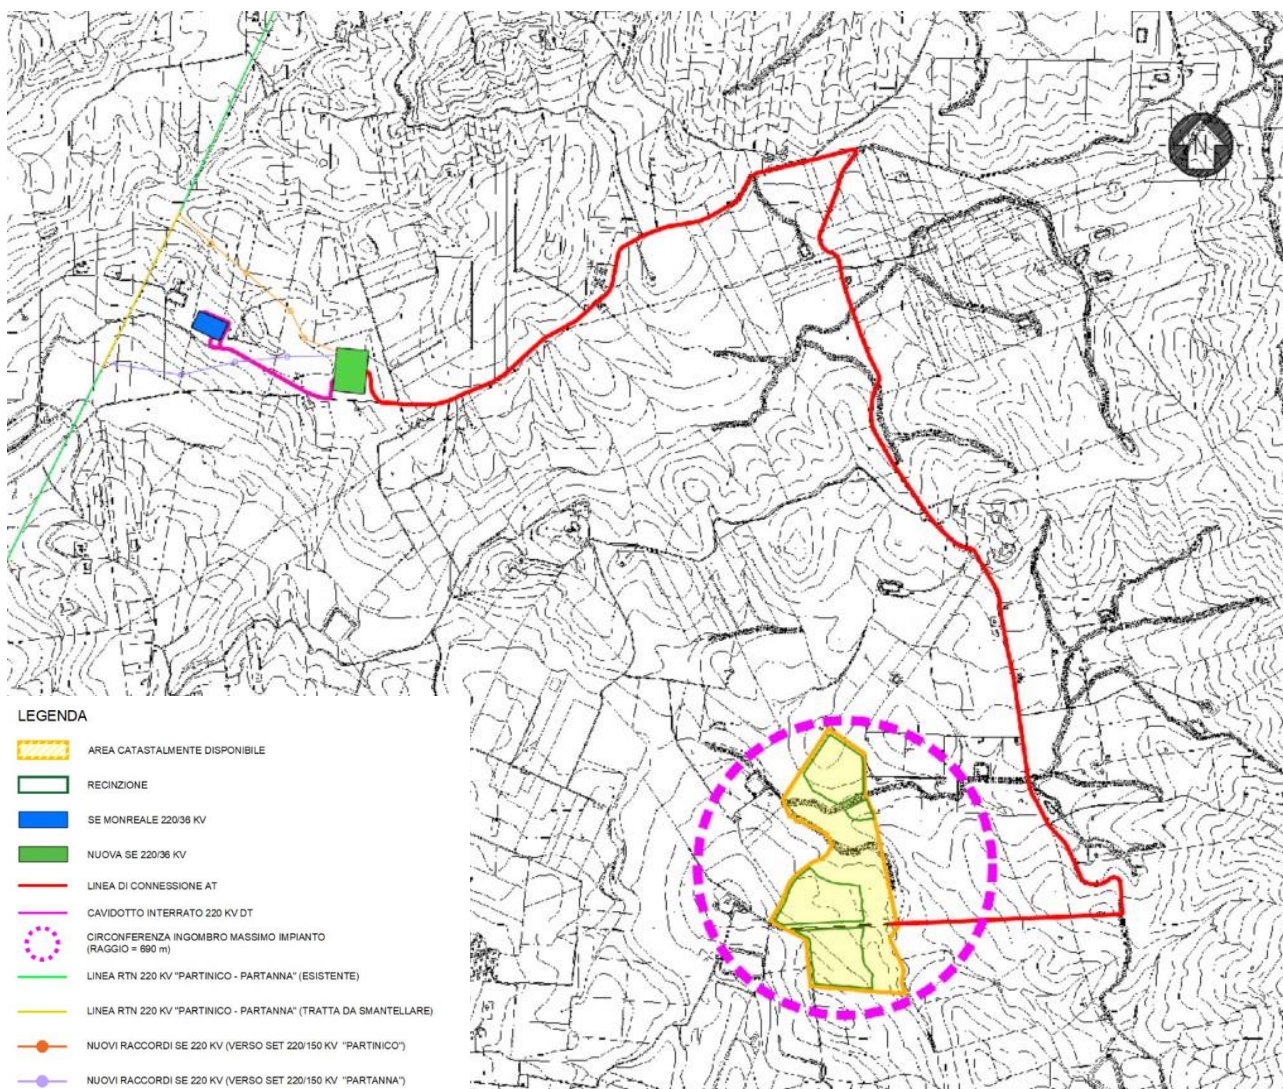 N
LEGENDA
AREA CATASTALMENTE DISPONIBILE
RECINZIONE
SE MONREALE 220/36 KV
NUOVA SE 220/36 KV
LINEA DI CONNESSIONE AT
CAVIDOTTO INTERRATO 220 KV DT
CIRCONFERENZA INGOMBRO MASSIMO IMPIANTO
(RAGGIO = 690 m)
LINEA RTN 220 KV "PARTINICO - PARTANNA" (ESISTENTE)
LINEA RTN 220 KV "PARTINICO - PARTANNA" (TRATTA DA SMANTELLARE)
NUOVI RACCORDI SE 220 KV (VERSO SET 220/150 KV "PARTINICO")
NUOVI RACCORDI SE 220 KV (VERSO SET 220/150 KV "PARTANNA")